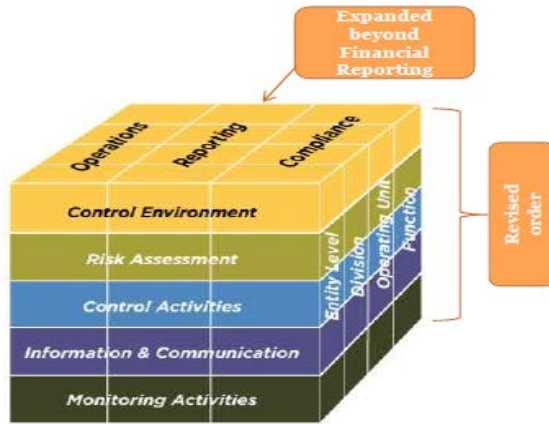 Expanded
beyond
Financial
Reporting
Operations
Reporting
Compliance
Control Environment
Risk Assessment
Control Activities
Information & Communication
Monitoring Activities
Entity Level
Division
Operating Unit
Function
Revised
order